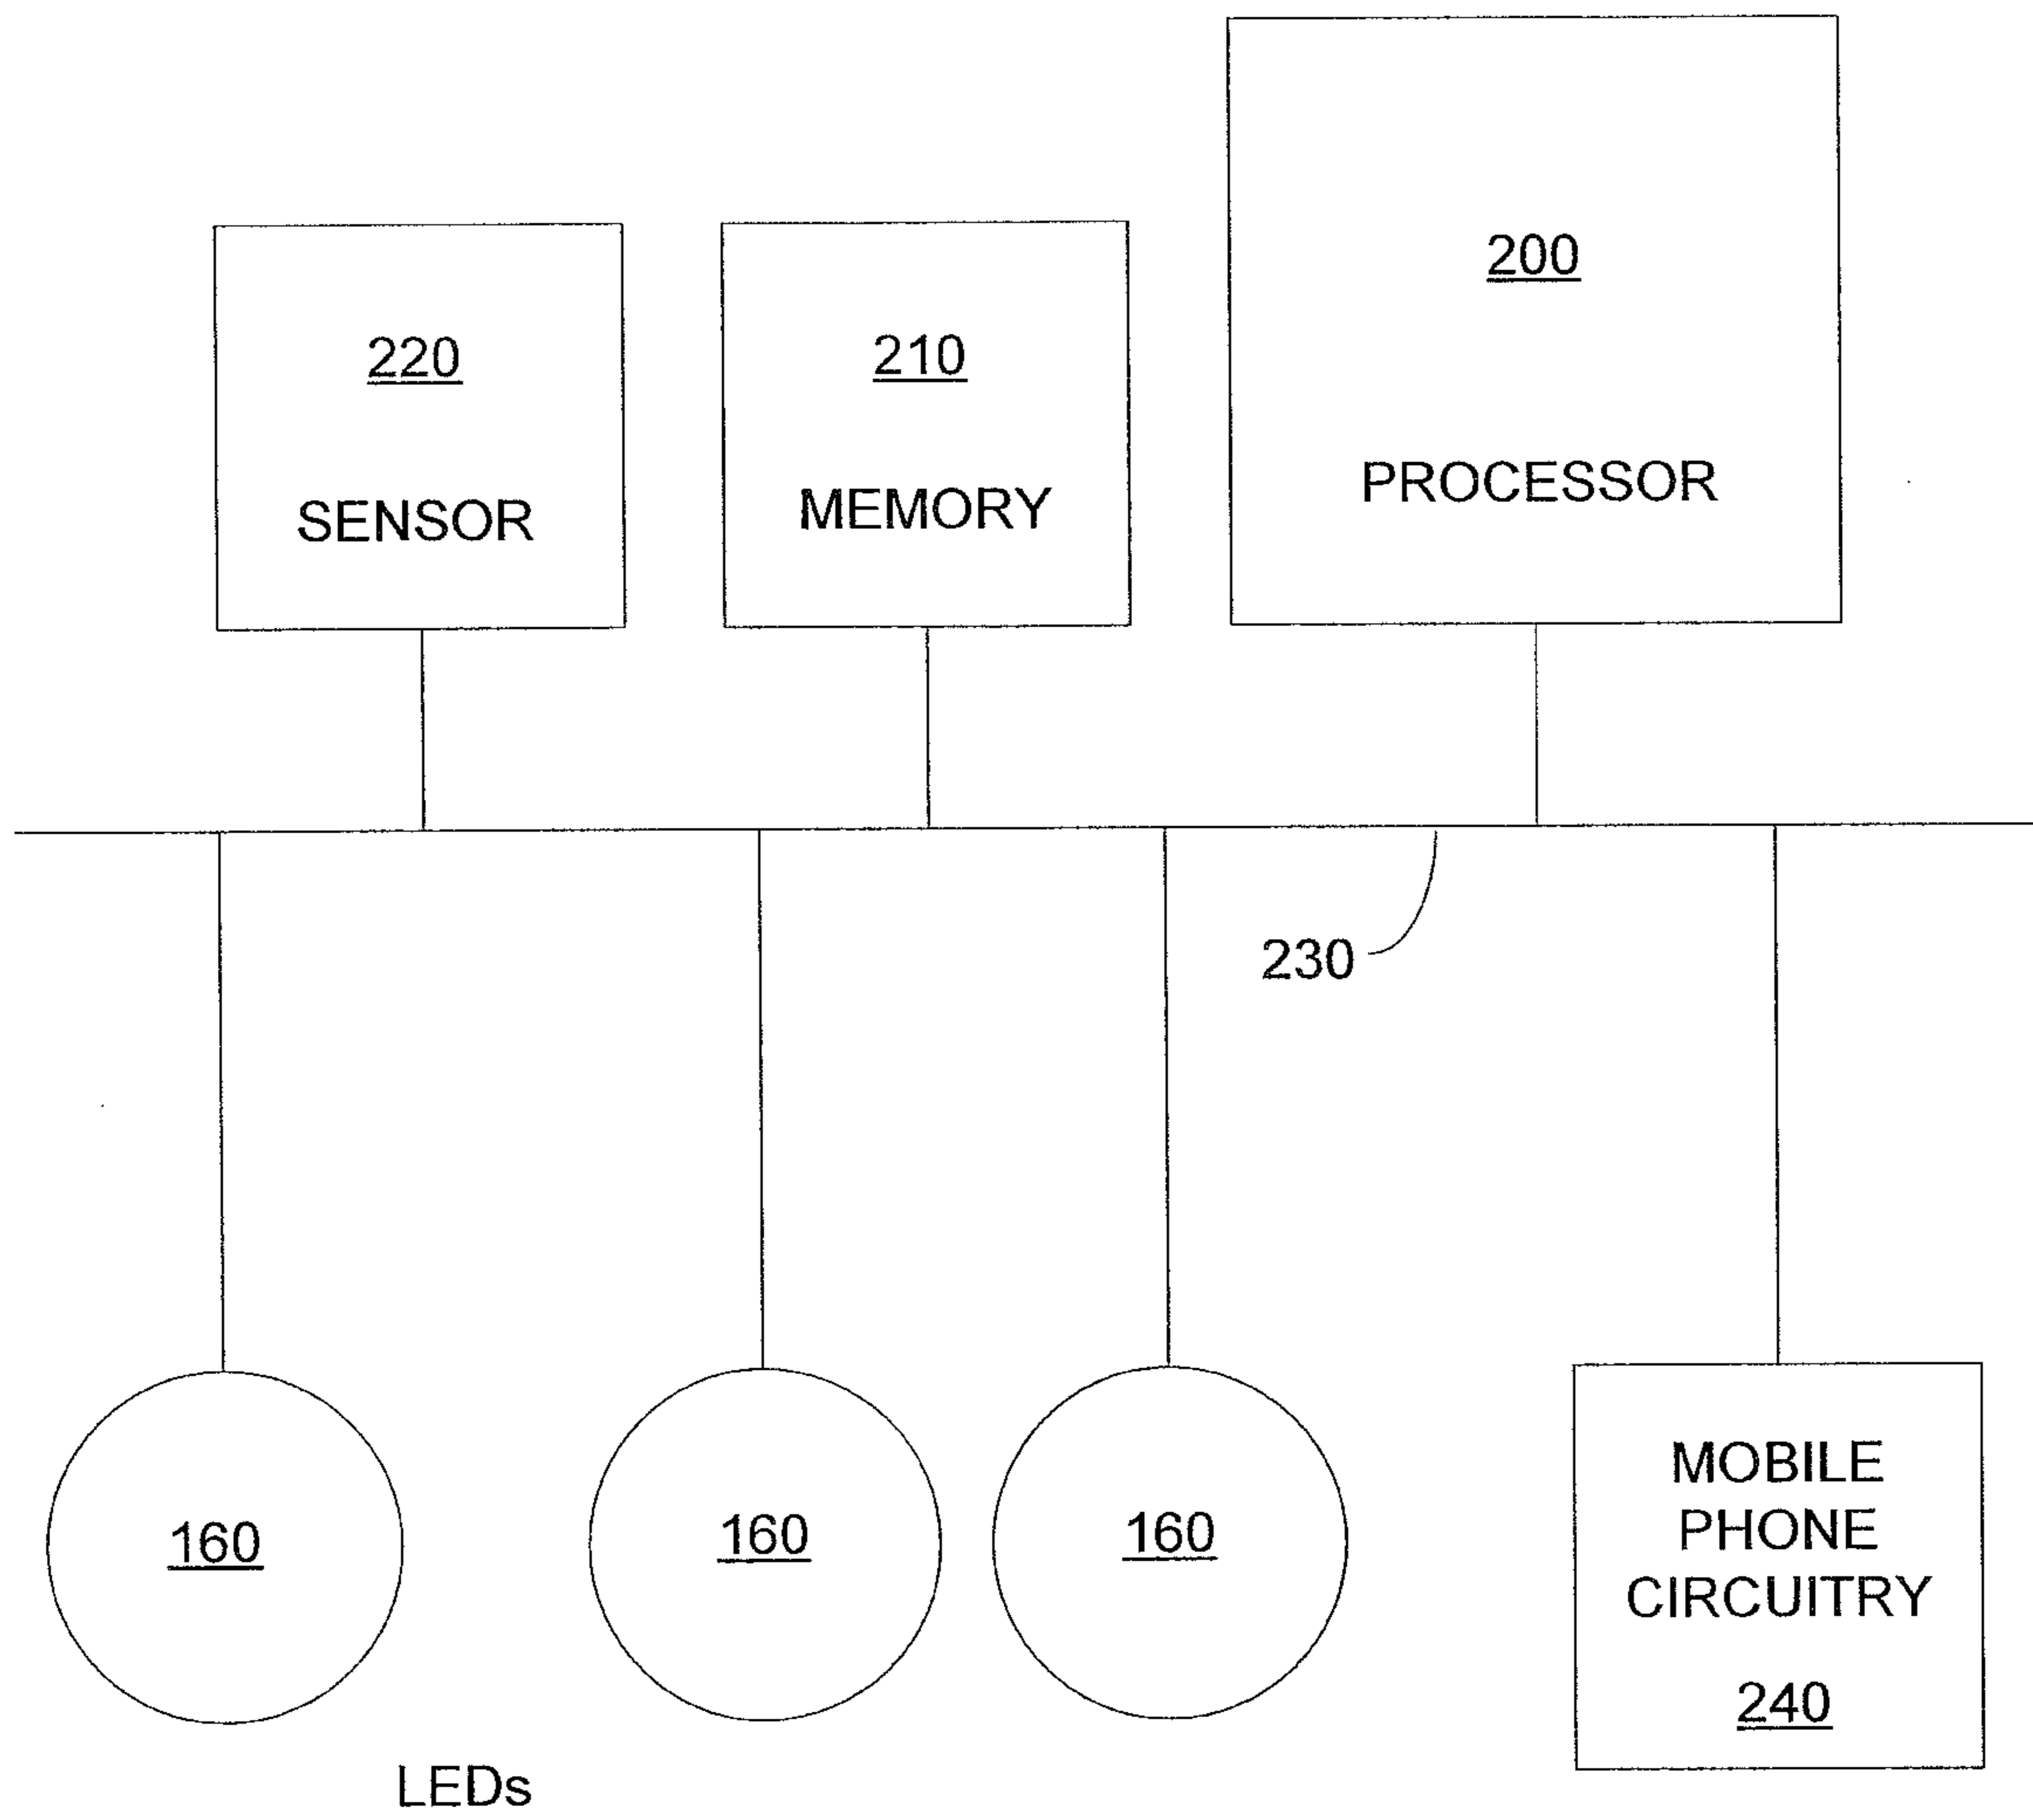 200
PROCESSOR
220
SENSOR
210
MEMORY
230
160
160
160
LEDs
MOBILE
PHONE
CIRCUITRY
240